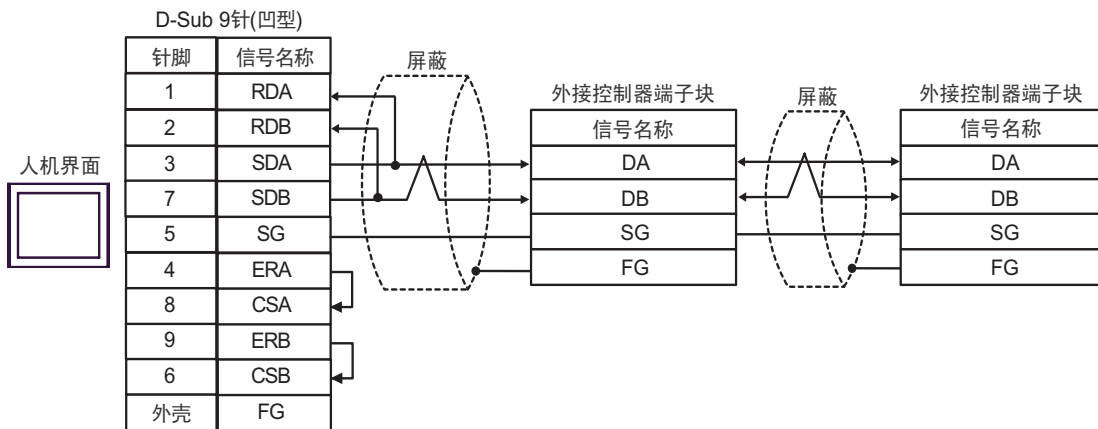 D-Sub 9针(凹型)
针脚 信号名称
1 RDA
2 RDB
3 SDA
7 SDB
5 SG
4 ERA
8 CSA
9 ERB
6 CSB
外壳 FG
人机界面
屏蔽
外接控制器端子块
信号名称
DA
DB
SG
FG
屏蔽
外接控制器端子块
信号名称
DA
DB
SG
FG